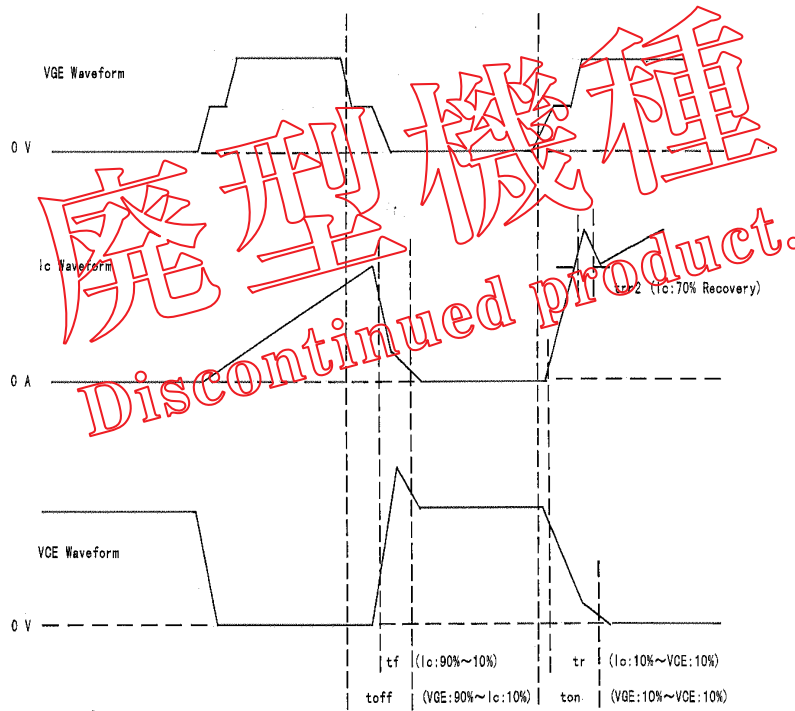 VGE Waveform
0 V
廃型機種
Ic Waveform
trr2 (Ic:70% Recovery)
Discontinued product.
0 A
VCE Waveform
0 V
tf (Ic:90%~10%) tr (Ic:10%~VCE:10%)
toff (VGE:90%~Ic:10%) ton (VGE:10%~VCE:10%)